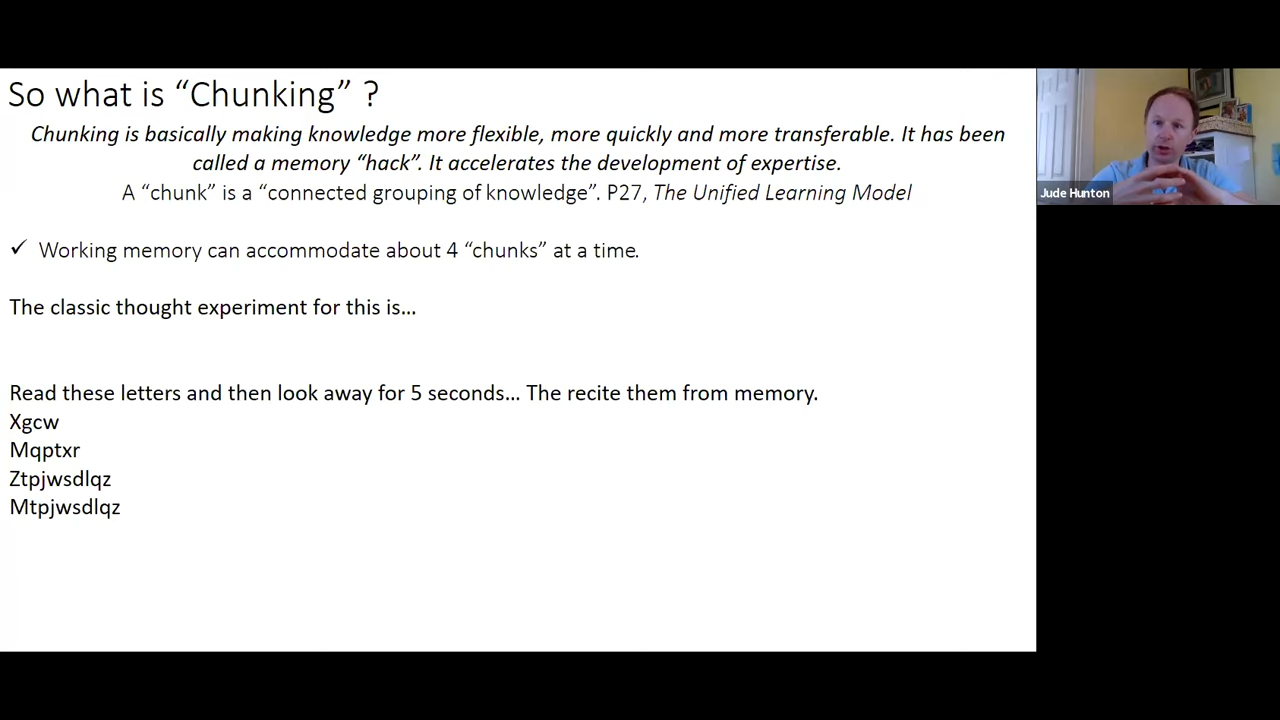 So what is “Chunking” ?
Chunking is basically making knowledge more flexible, more quickly and more transferable. It has been
called a memory “hack”. It accelerates the development of expertise.
A “chunk” is a “connected grouping of knowledge”. P27, The Unified Learning Model
✓ Working memory can accommodate about 4 “chunks” at a time.
The classic thought experiment for this is…
Read these letters and then look away for 5 seconds… The recite them from memory.
Xgcw
Mqptxr
Ztpjwsdlqz
Mtpjwsdlqz
Jude Hunton